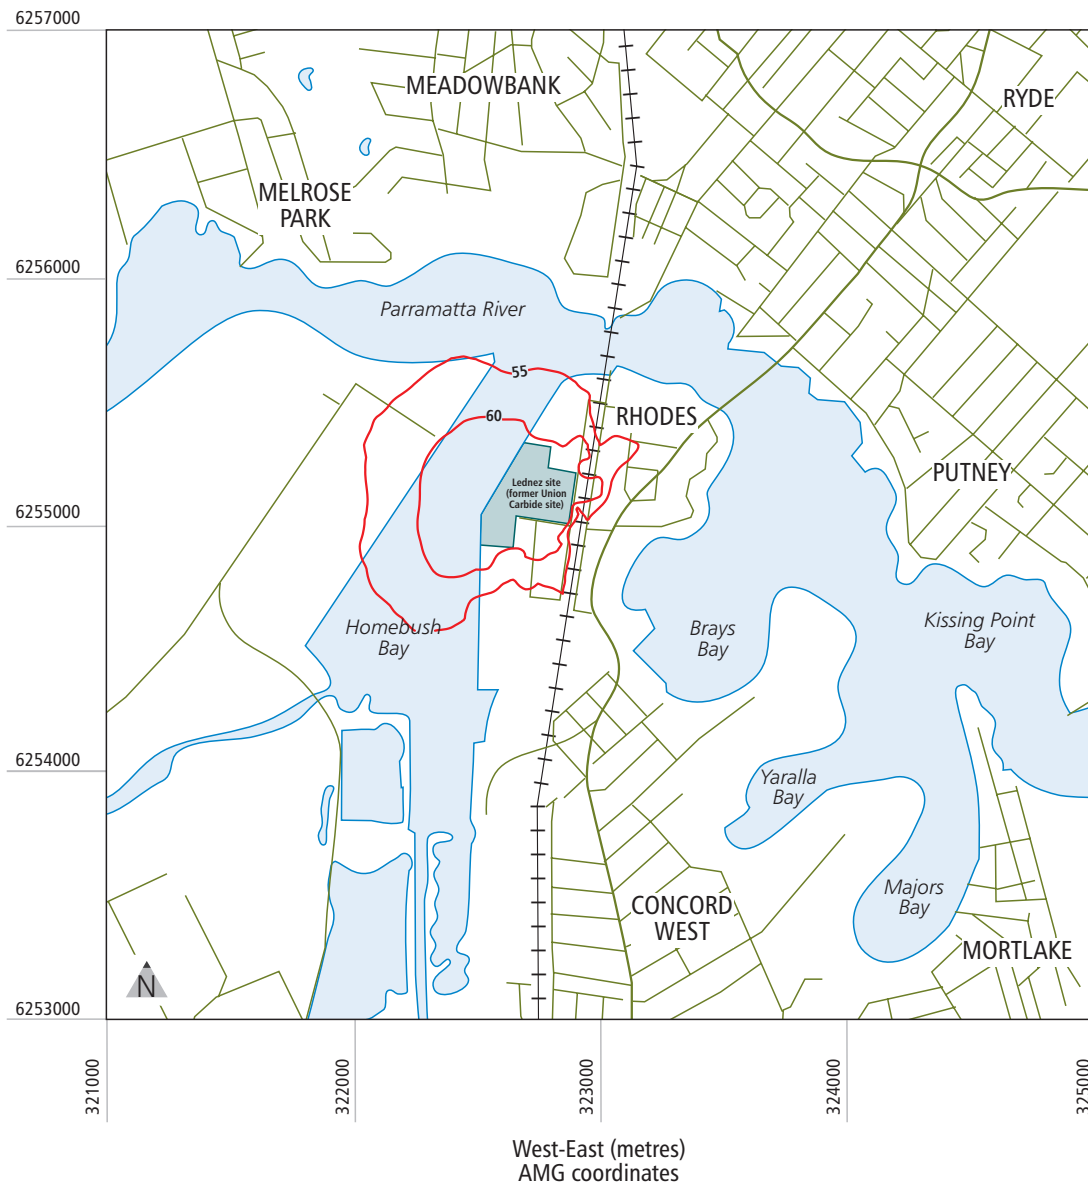 6257000
MEADOWBANK
RYDE
MELROSE
PARK
6256000
Parramatta River
55
60
RHODES
PUTNEY
Lednez site
(former Union
Carbide site)
6255000
Homebush
Bay
Brays
Bay
Kissing Point
Bay
6254000
Yaralla
Bay
Majors
Bay
CONCORD
WEST
MORTLAKE
N
6253000
321000
322000
323000
324000
325000
West-East (metres)
AMG coordinates